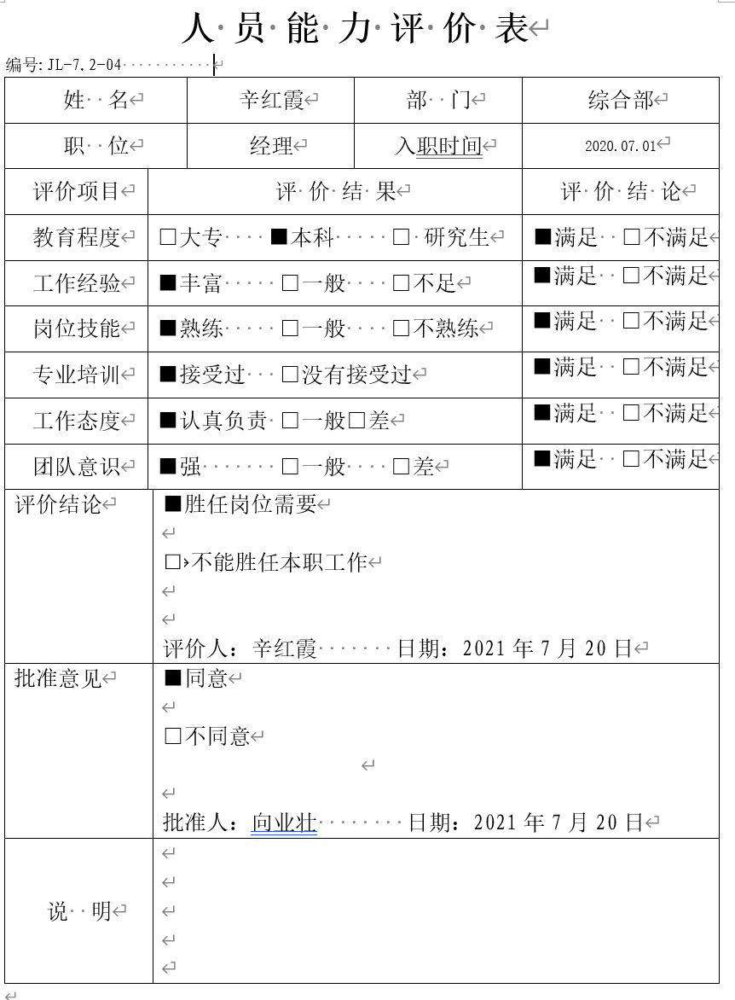 人 员 能 力 评 价 表
编号: JL-7.2-04
姓 名 辛红霞 部 门 综合部
职 位 经理 入职时间 2020.07.01
评价项目 评 价 结 果 评 价 结 论
教育程度 □大专 ■本科 □ 研究生 ■满足 □不满足
工作经验 ■丰富 □一般 □不足 ■满足 □不满足
岗位技能 ■熟练 □一般 □不熟练 ■满足 □不满足
专业培训 ■接受过 □没有接受过 ■满足 □不满足
工作态度 ■认真负责 □一般□差 ■满足 □不满足
团队意识 ■强 □一般 □差 ■满足 □不满足
评价结论 ■胜任岗位需要
□不能胜任本职工作
评价人：辛红霞 日期：2021 年 7 月 20 日
批准意见 ■同意
□不同意
批准人：向业壮 日期：2021 年 7 月 20 日
说 明